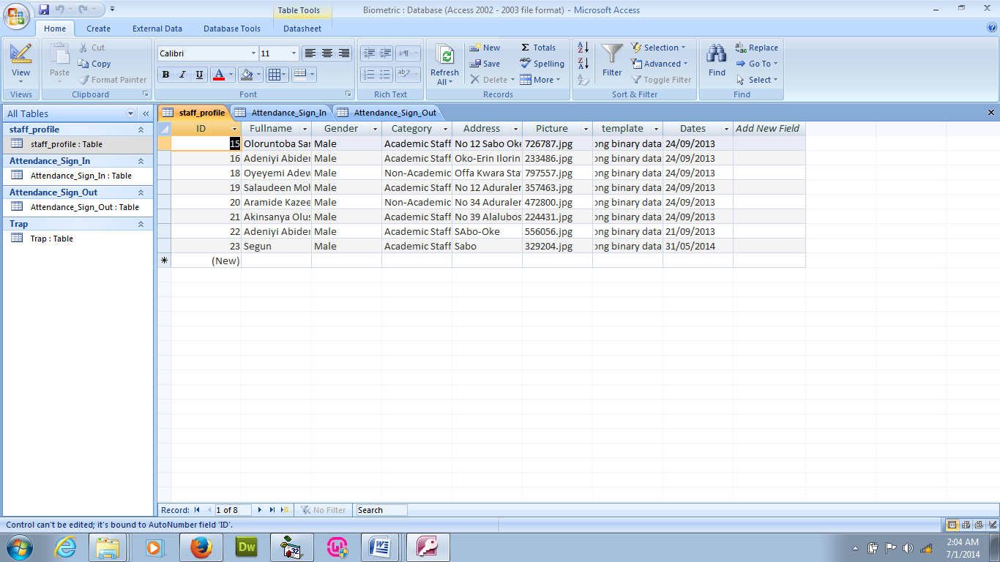 Table Tools
Biometric : Database (Access 2002 - 2003 file format) - Microsoft Access
Home Create External Data Database Tools Datasheet
View Paste Cut Copy Format Painter
Calibri 11
B I U A
Refresh All New Save Delete Totals Spelling More
Filter Selection Advanced Toggle Filter
Find Replace Go To Select
Views Clipboard Font Rich Text Records Sort & Filter Find
All Tables
staff_profile
staff_profile : Table
Attendance_Sign_In
Attendance_Sign_In : Table
Attendance_Sign_Out
Attendance_Sign_Out : Table
Trap
Trap : Table
staff_profile Attendance_Sign_In Attendance_Sign_Out
ID Fullname Gender Category Address Picture template Dates Add New Field
15 Oloruntoba Sar Male Academic Staff No 12 Sabo Oke 726787.jpg ong binary data 24/09/2013
16 Adeniyi Abider Male Academic Staff Oko-Erin Ilorin 233486.jpg ong binary data 24/09/2013
18 Oyeyemi Adew Male Non-Academic Offa Kwara Stat 797557.jpg ong binary data 24/09/2013
19 Salaudeen Moh Male Academic Staff No 12 Aduraler 357463.jpg ong binary data 24/09/2013
20 Aramide Kazee Male Non-Academic No 34 Aduraler 472800.jpg ong binary data 24/09/2013
21 Akinsanya Olus Male Academic Staff No 39 Alalubos 224431.jpg ong binary data 24/09/2013
22 Adeniyi Abider Male Academic Staff SAbo-Oke 556056.jpg ong binary data 21/09/2013
23 Segun Male Academic Staff Sabo 329204.jpg ong binary data 31/05/2014
(New)
Record: 1 of 8 No Filter Search
Control can't be edited; it's bound to AutoNumber field 'ID'.
Dw
32
2:04 AM
7/1/2014